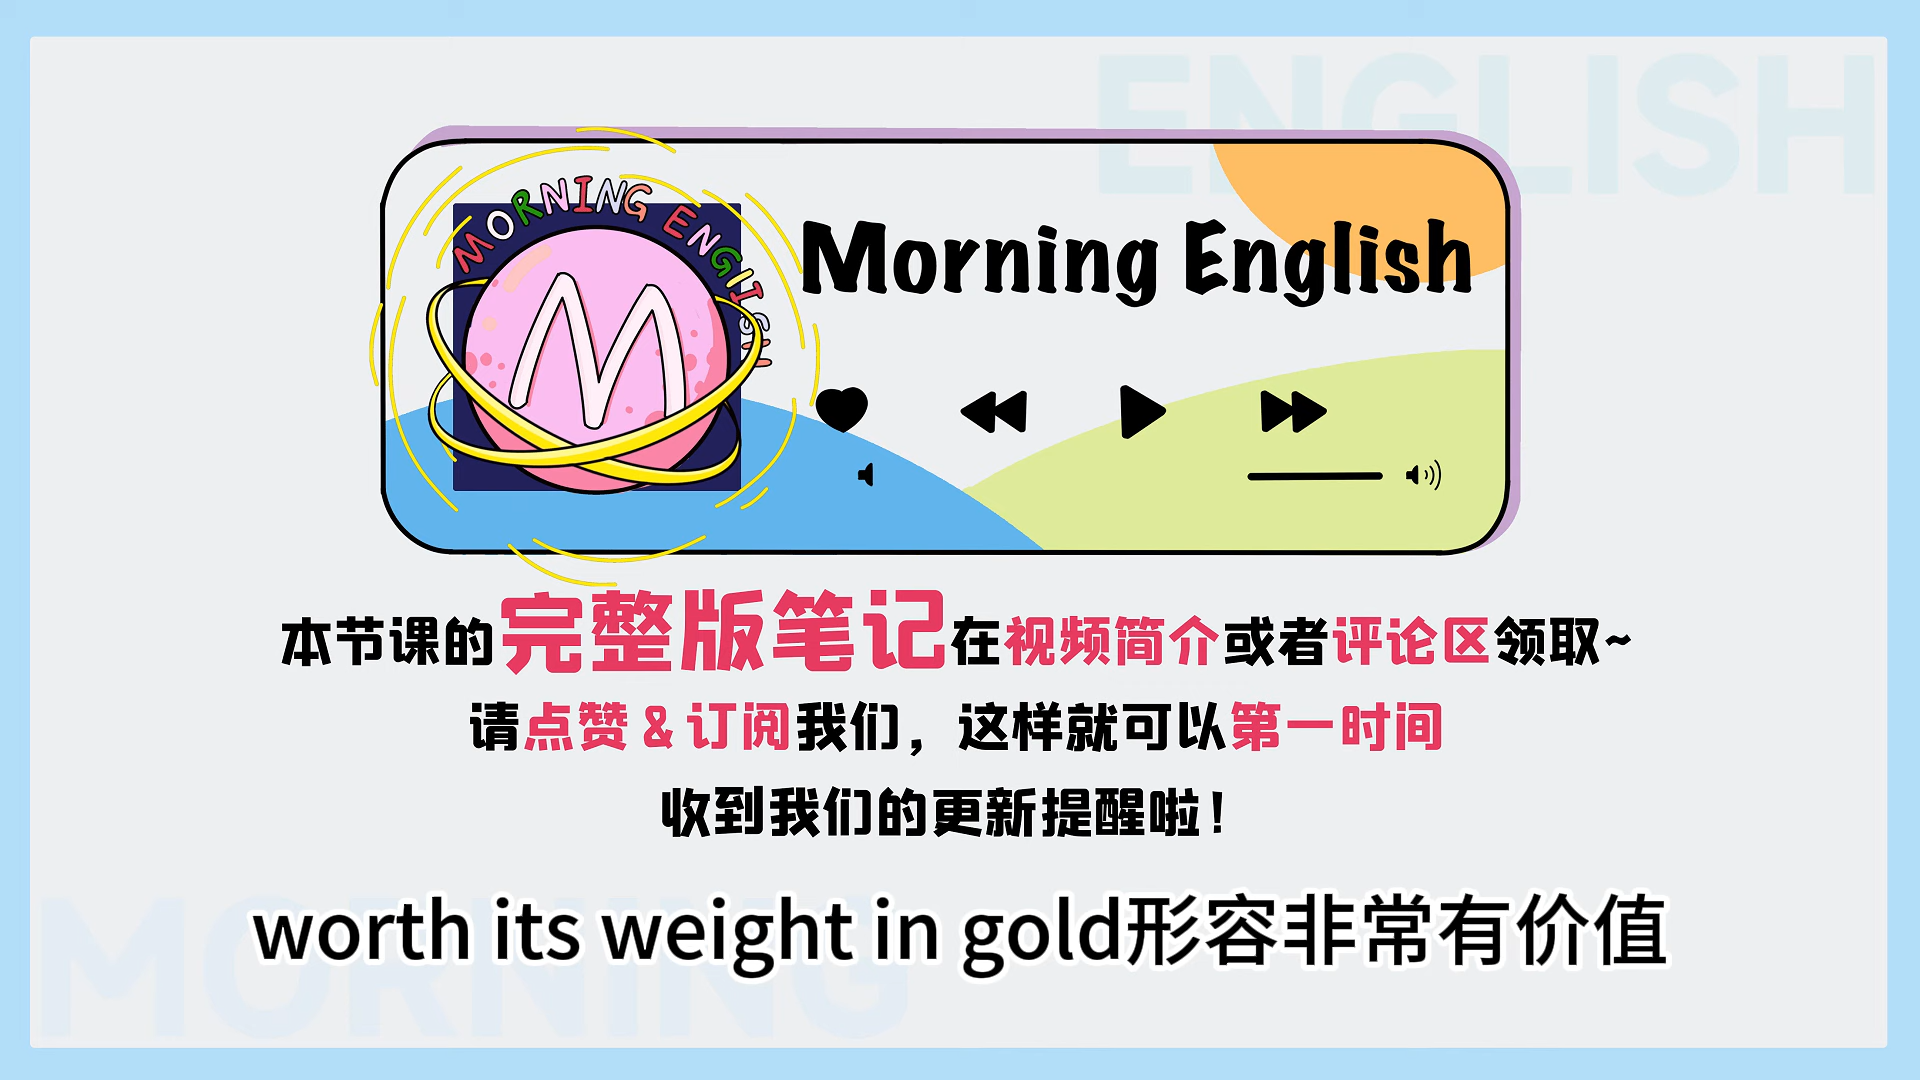 ENGLISH
MORNING ENGLISH
M
Morning English
本节课的完整版笔记在视频简介或者评论区领取~
请点赞&订阅我们，这样就可以第一时间
收到我们的更新提醒啦！
MORNING
worth its weight in gold形容非常有价值